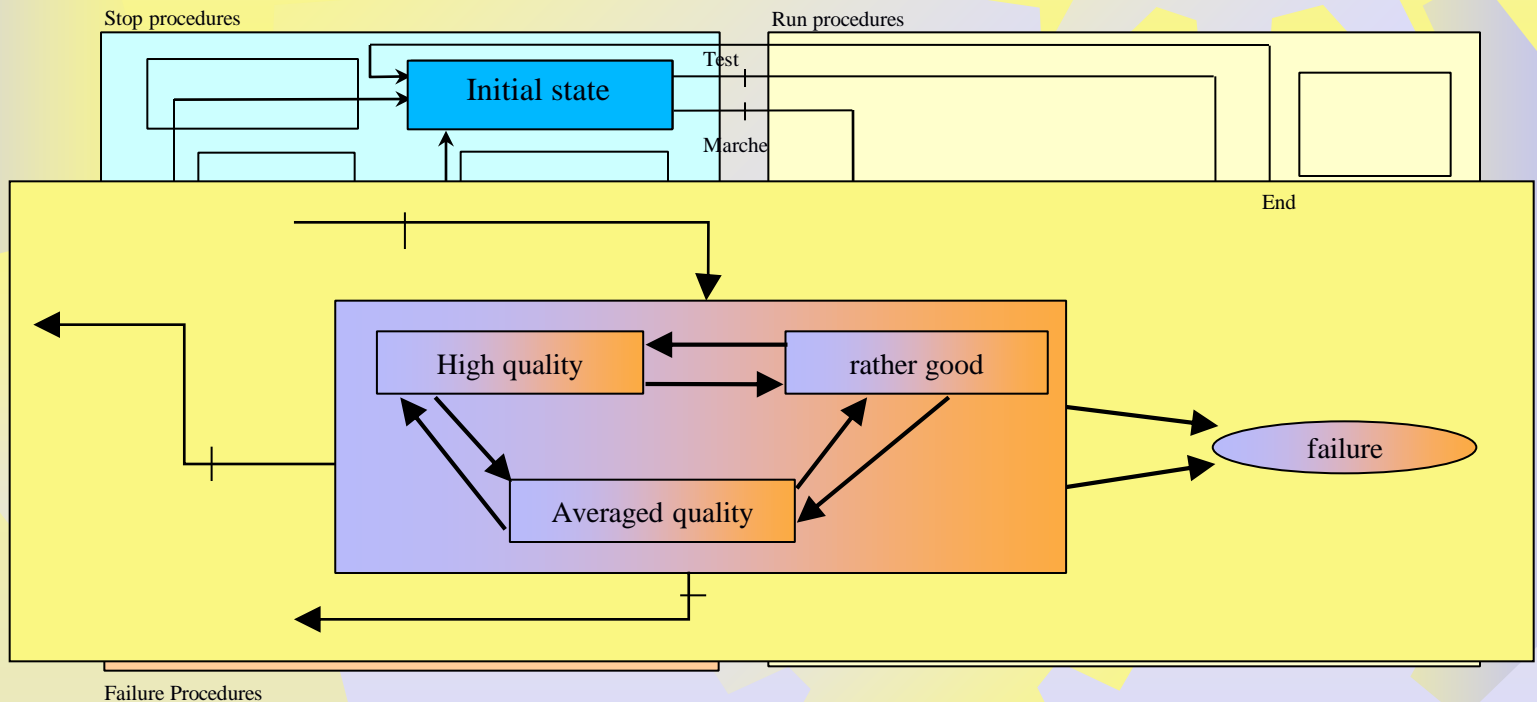 Stop procedures
Run procedures
Test
Initial state
Marche
End
High quality
rather good
failure
Averaged quality
Failure Procedures